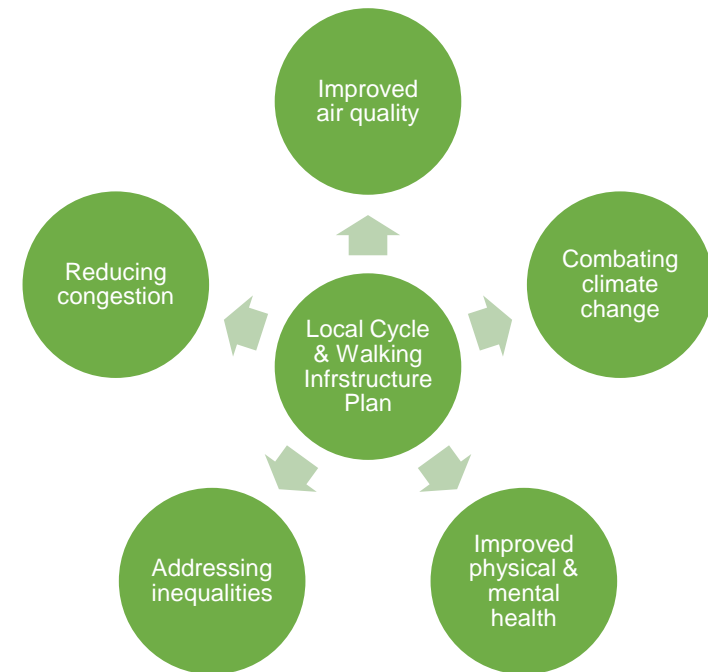 Improved
air quality
Combating
climate
change
Improved
physical &
mental
health
Addressing
inequalities
Reducing
congestion
Local Cycle
& Walking
Infrstructure
Plan